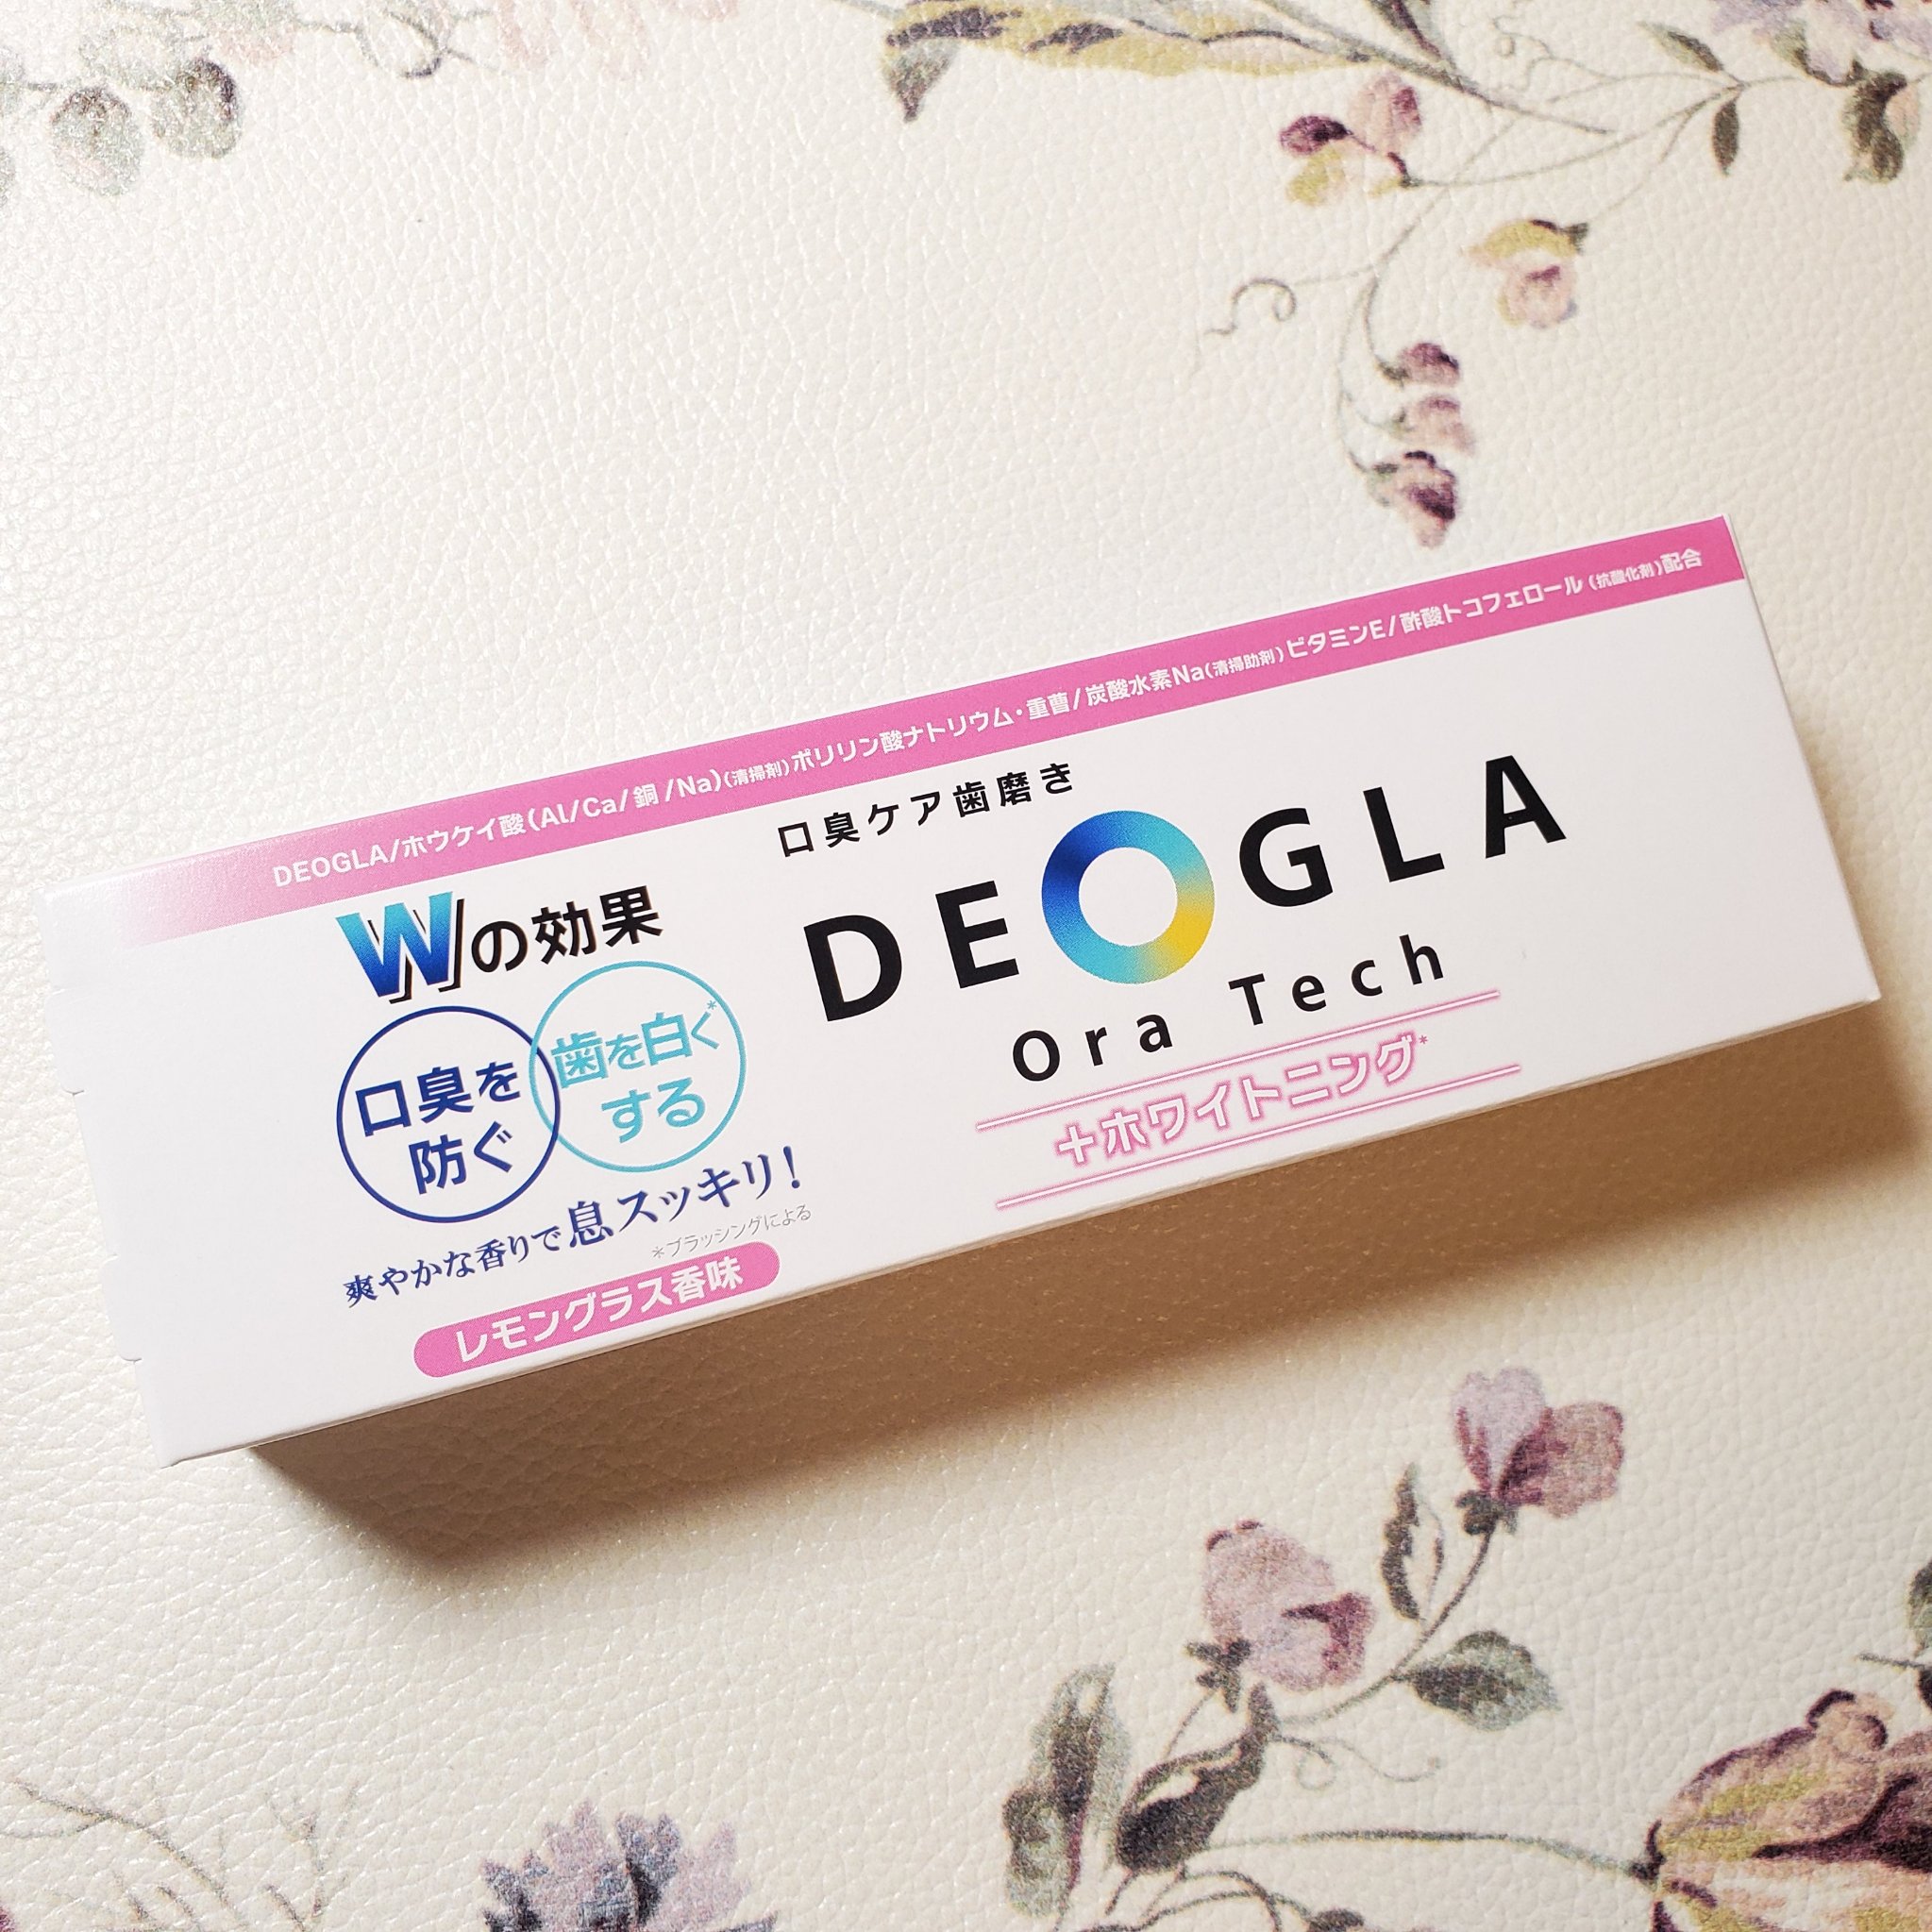 DEOGLA/ホウケイ酸(Al/Ca/銅/Na)(清掃剤)ポリリン酸ナトリウム・重曹/炭酸水素Na(清掃助剤)ビタミンE/酢酸トコフェロール(抗酸化剤)配合
Wの効果
口臭を
防ぐ
歯を白く*
する
爽やかな香りで息スッキリ!
*ブラッシングによる
レモングラス香味
口臭ケア歯磨き
DEOGLA
Ora Tech
+ホワイトニング*